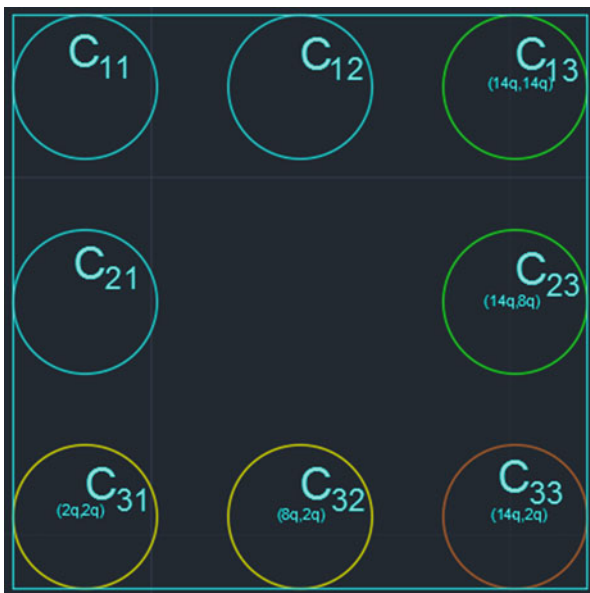 C₁₁
C₁₂
C₁₃
(14q,14q)
C₂₁
C₂₃
(14q,8q)
C₃₁
(2q,2q)
C₃₂
(8q,2q)
C₃₃
(14q,2q)